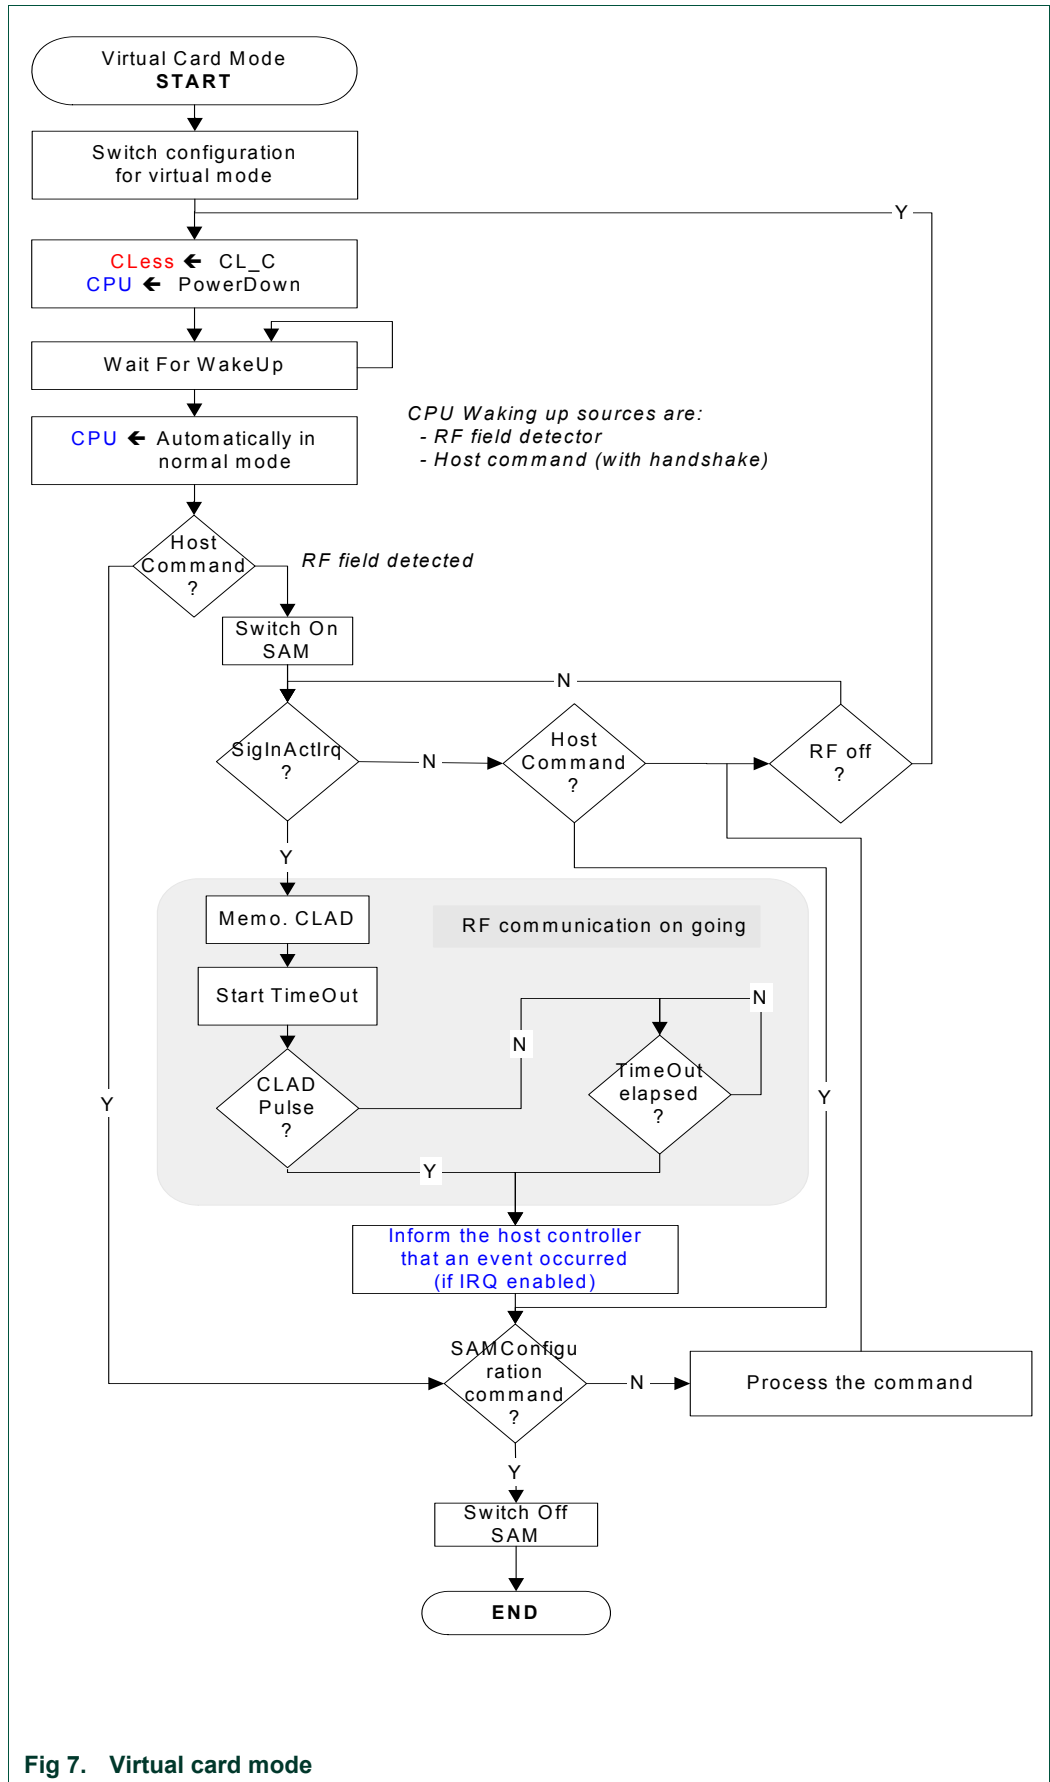 Virtual Card Mode
START
Switch configuration
for virtual mode
Y
CLess 🡸 CL_C
CPU 🡸 PowerDown
Wait For WakeUp
CPU 🡸 Automatically in
normal mode
CPU Waking up sources are:
- RF field detector
- Host command (with handshake)
Host
Command
?
RF field detected
Switch On
SAM
N
SigInActIrq
?
N
Host
Command
?
RF off
?
Y
Memo. CLAD
RF communication on going
Start TimeOut
N
N
CLAD
Pulse
?
TimeOut
elapsed
?
Y
Y
Y
Inform the host controller
that an event occurred
(if IRQ enabled)
SAMConfigu
ration
command
?
N
Process the command
Y
Switch Off
SAM
END
Fig 7. Virtual card mode